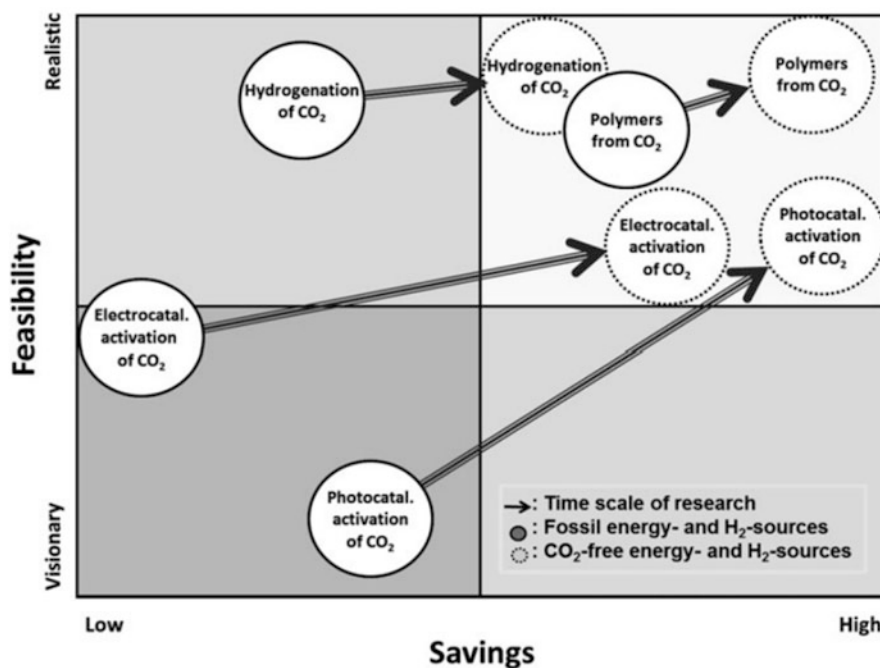 Realistic
Feasibility
Visionary
Hydrogenation
of CO₂
Hydrogenation
of CO₂
Polymers
from CO₂
Polymers
from CO₂
Electrocatal.
activation
of CO₂
Photocatal.
activation
of CO₂
Electrocatal.
activation
of CO₂
Photocatal.
activation
of CO₂
: Time scale of research
: Fossil energy- and H₂-sources
: CO₂-free energy- and H₂-sources
Low
High
Savings